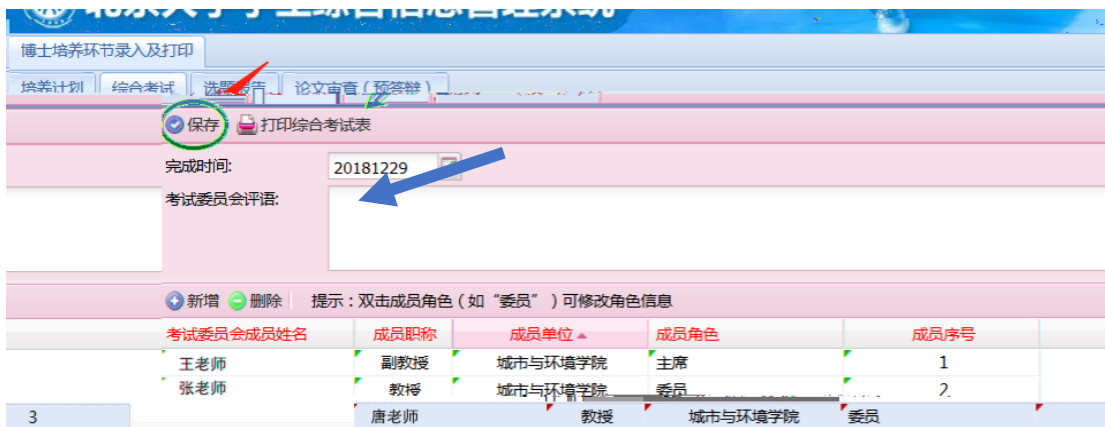 博士培养环节录入及打印
培养计划 综合考试 选题报告 论文审查（预答辩）
保存 打印综合考试表
完成时间: 20181229
考试委员会评语:
新增 删除 提示：双击成员角色（如“委员”）可修改角色信息
考试委员会成员姓名 成员职称 成员单位 成员角色 成员序号
王老师 副教授 城市与环境学院 主席 1
张老师 教授 城市与环境学院 委员 2
3 唐老师 教授 城市与环境学院 委员